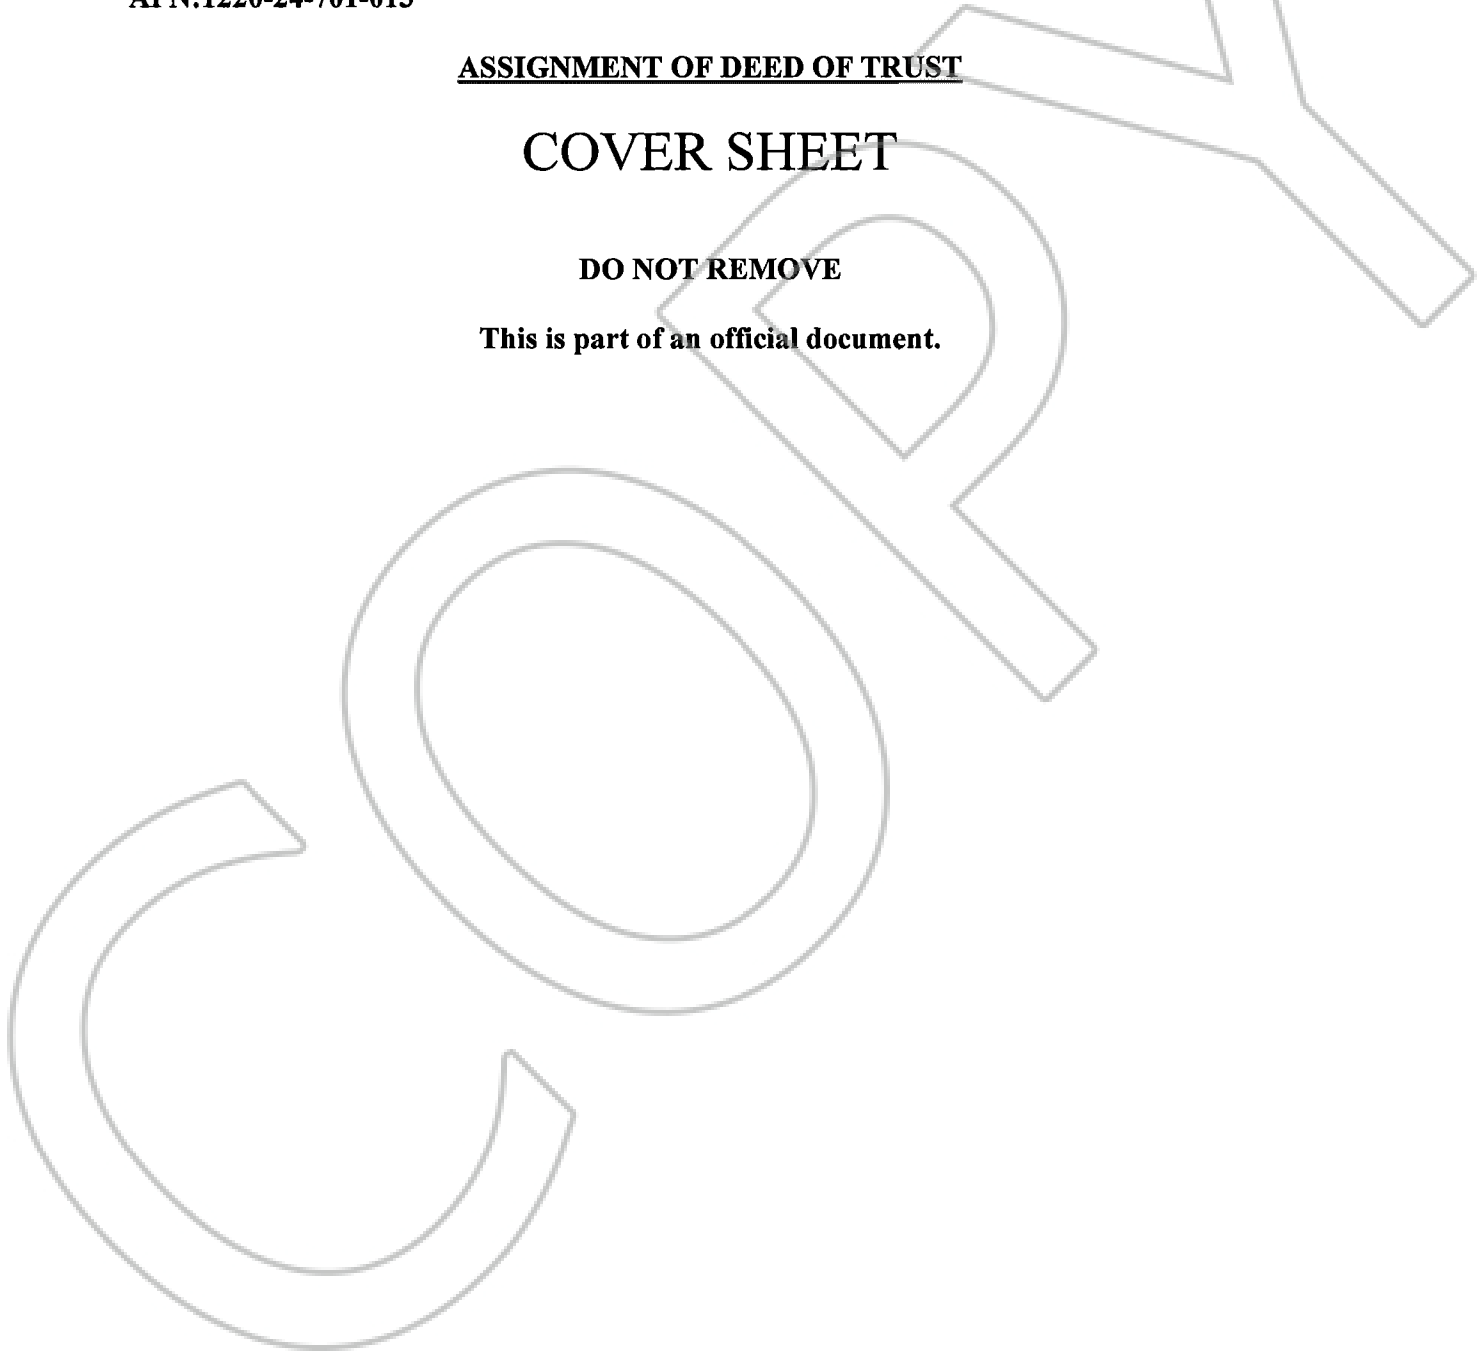 ASSIGNMENT OF DEED OF TRUST
COVER SHEET
DO NOT REMOVE
This is part of an official document.
COPY